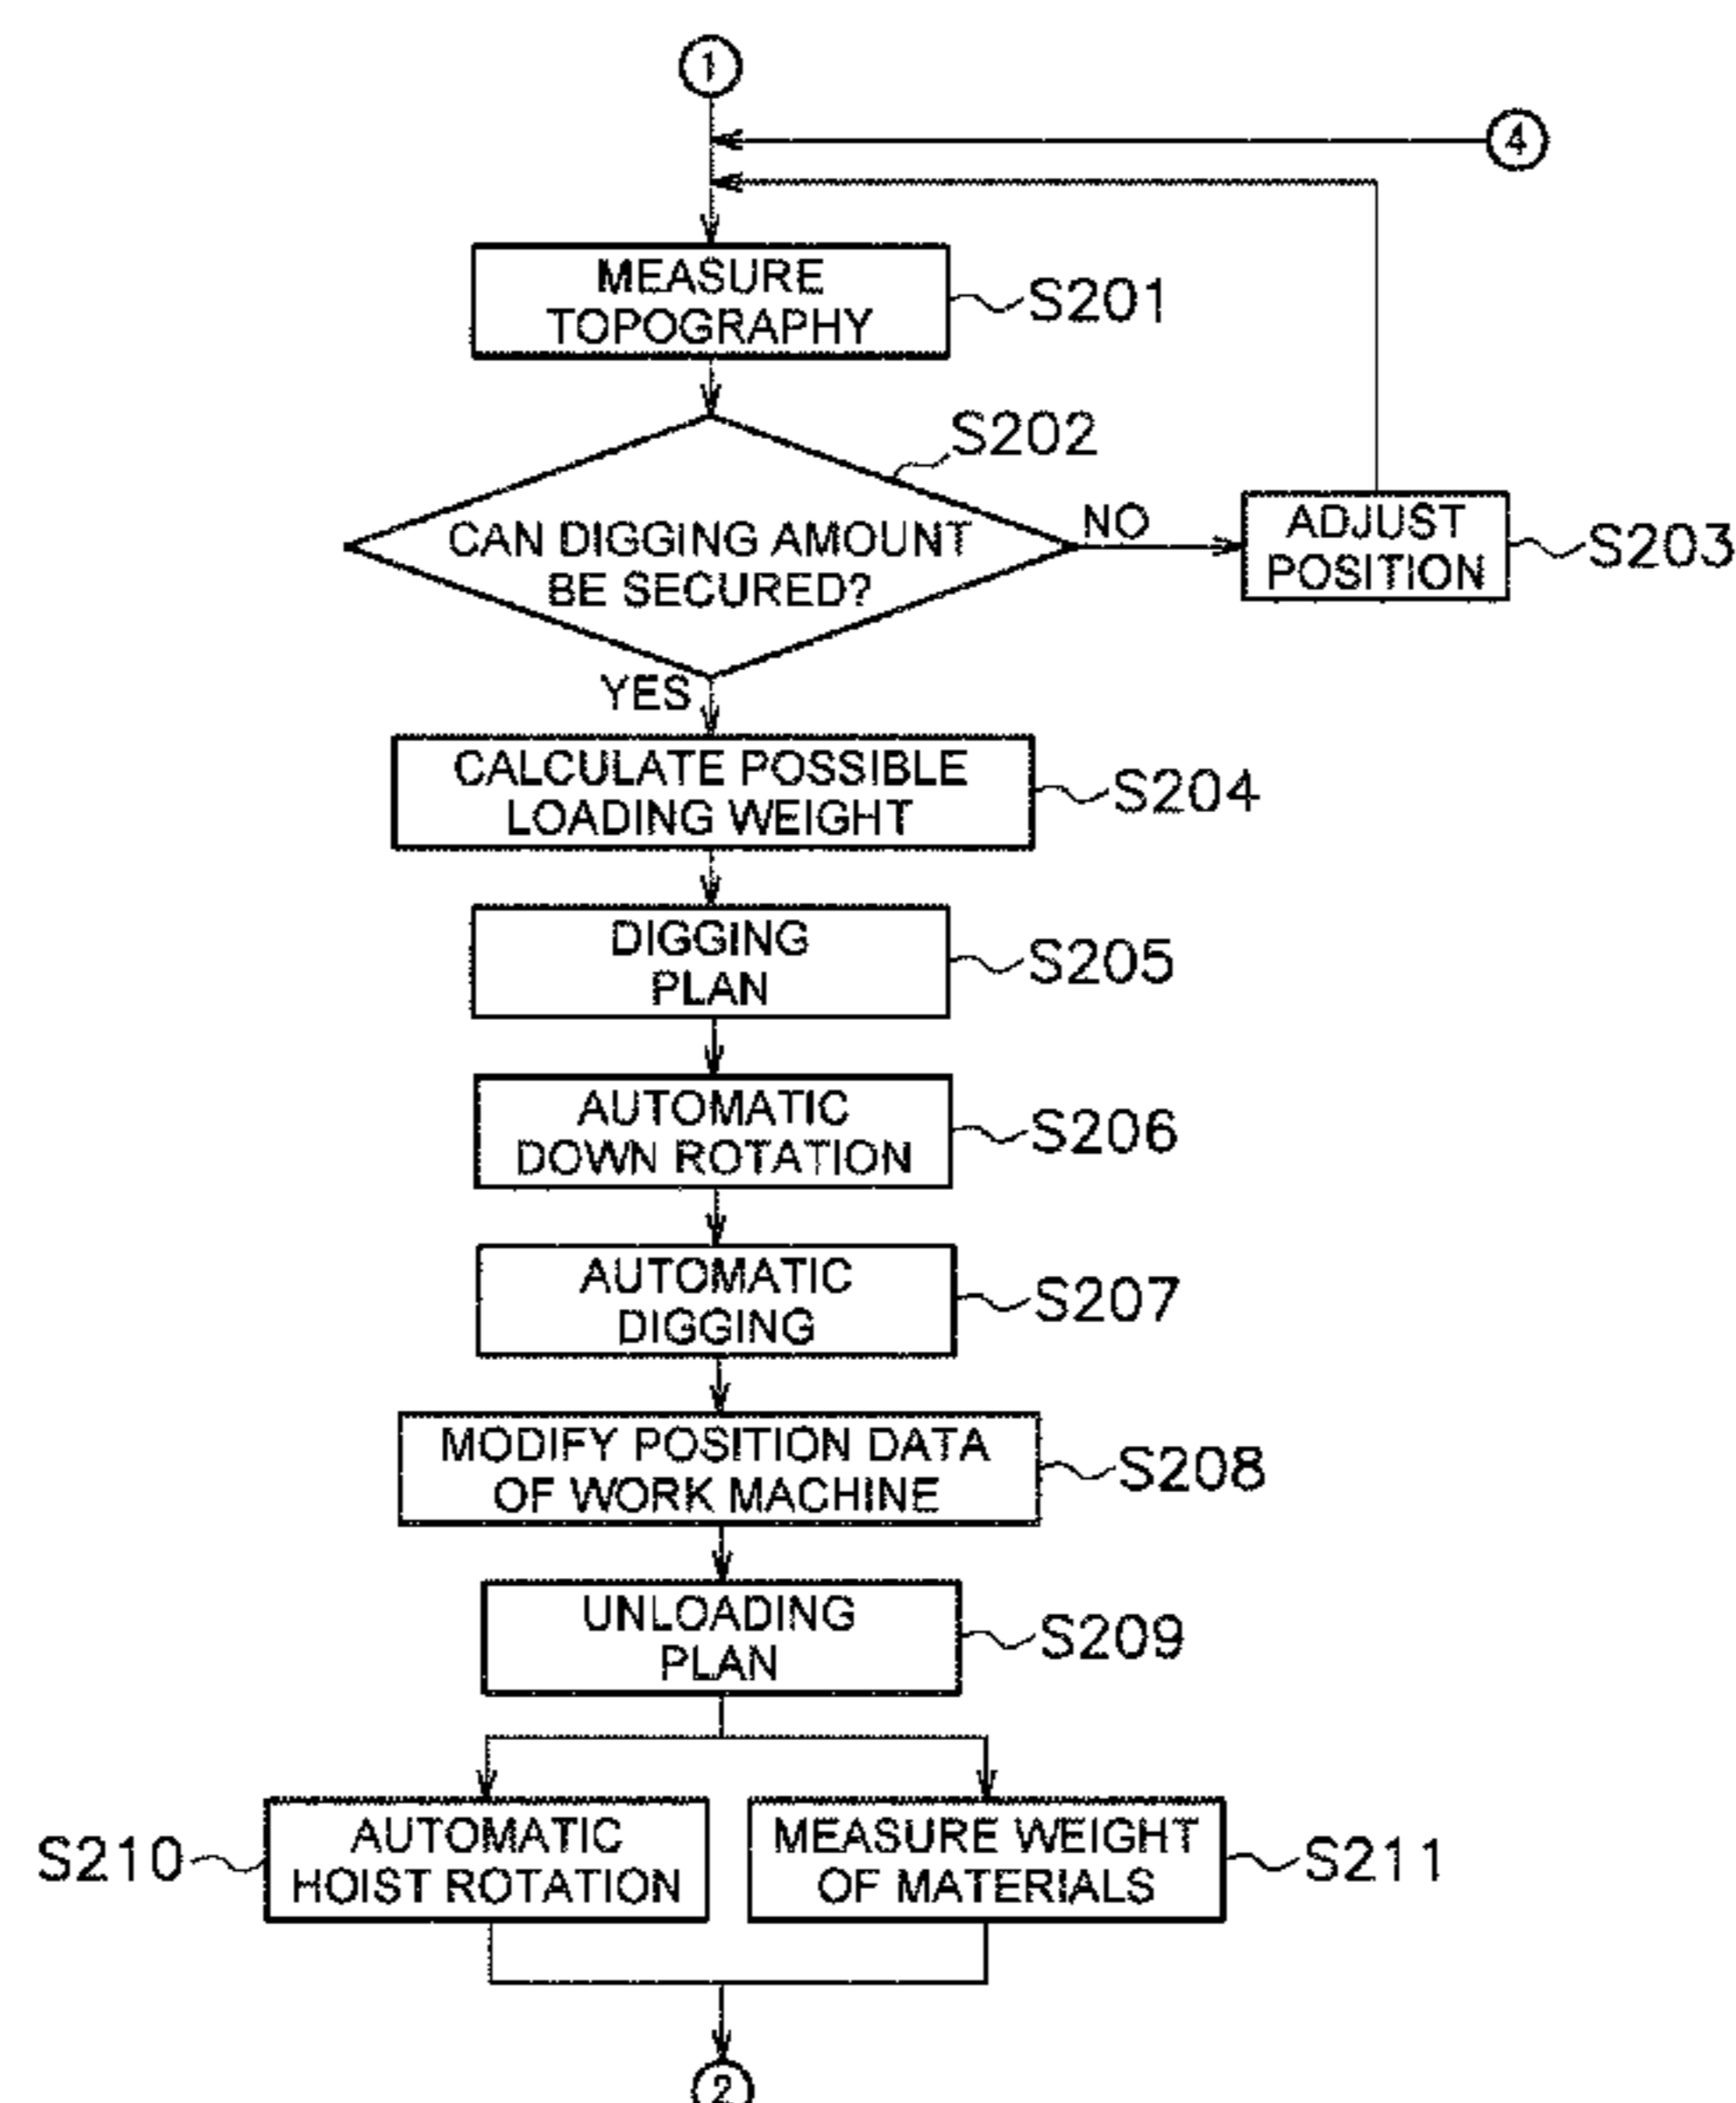 1
4
MEASURE
TOPOGRAPHY
S201
S202
CAN DIGGING AMOUNT
BE SECURED?
NO
ADJUST
POSITION
S203
YES
CALCULATE POSSIBLE
LOADING WEIGHT
S204
DIGGING
PLAN
S205
AUTOMATIC
DOWN ROTATION
S206
AUTOMATIC
DIGGING
S207
MODIFY POSITION DATA
OF WORK MACHINE
S208
UNLOADING
PLAN
S209
S210
AUTOMATIC
HOIST ROTATION
MEASURE WEIGHT
OF MATERIALS
S211
2